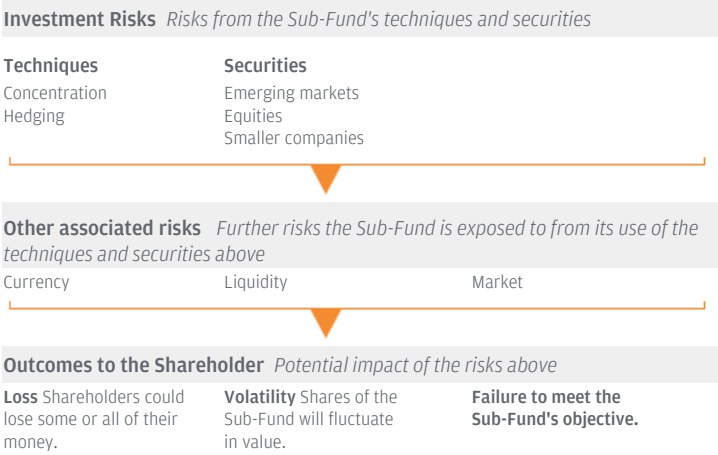 Investment Risks Risks from the Sub-Fund's techniques and securities
Techniques
Concentration
Hedging
Securities
Emerging markets
Equities
Smaller companies
Other associated risks Further risks the Sub-Fund is exposed to from its use of the
techniques and securities above
Currency Liquidity Market
Outcomes to the Shareholder Potential impact of the risks above
Loss Shareholders could
lose some or all of their
money.
Volatility Shares of the
Sub-Fund will fluctuate
in value.
Failure to meet the
Sub-Fund's objective.